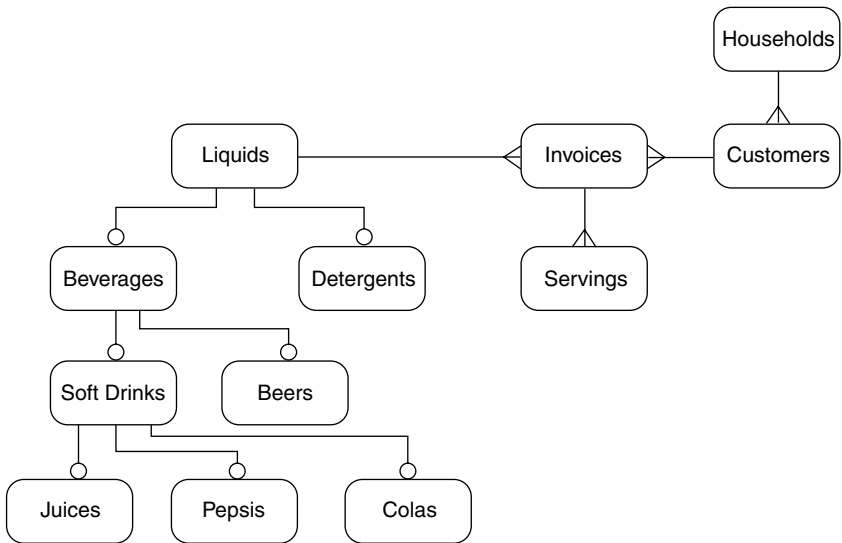 Households
Liquids
Invoices
Customers
Beverages
Detergents
Servings
Soft Drinks
Beers
Juices
Pepsis
Colas